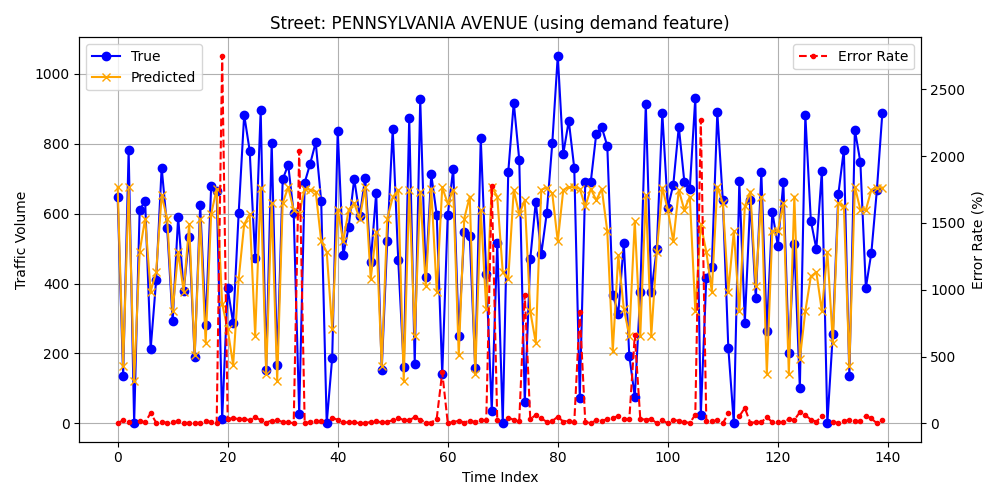 Street: PENNSYLVANIA AVENUE (using demand feature)
True
Predicted
Error Rate
Traffic Volume
1000
800
600
400
200
0
2500
2000
1500
1000
500
0
Error Rate (%)
0 20 40 60 80 100 120 140
Time Index